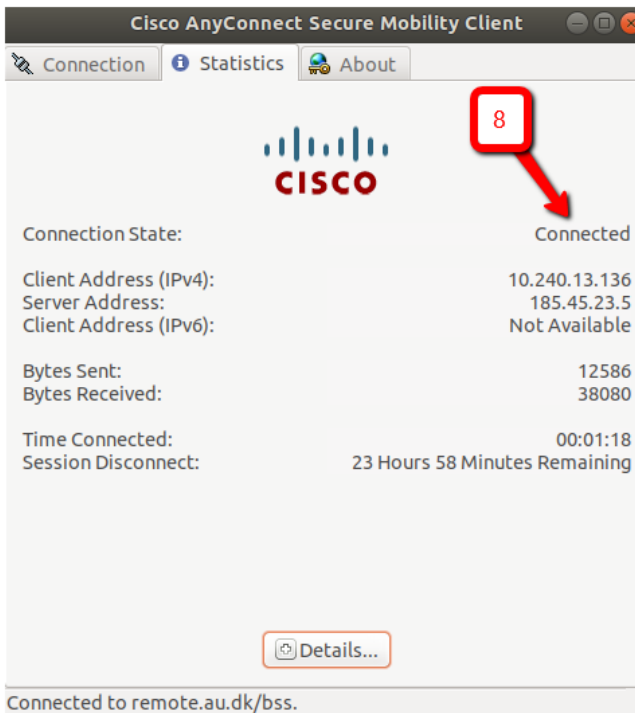 Cisco AnyConnect Secure Mobility Client
Connection Statistics About
8
CISCO
Connection State: Connected
Client Address (IPv4): 10.240.13.136
Server Address: 185.45.23.5
Client Address (IPv6): Not Available
Bytes Sent: 12586
Bytes Received: 38080
Time Connected: 00:01:18
Session Disconnect: 23 Hours 58 Minutes Remaining
Details...
Connected to remote.au.dk/bss.